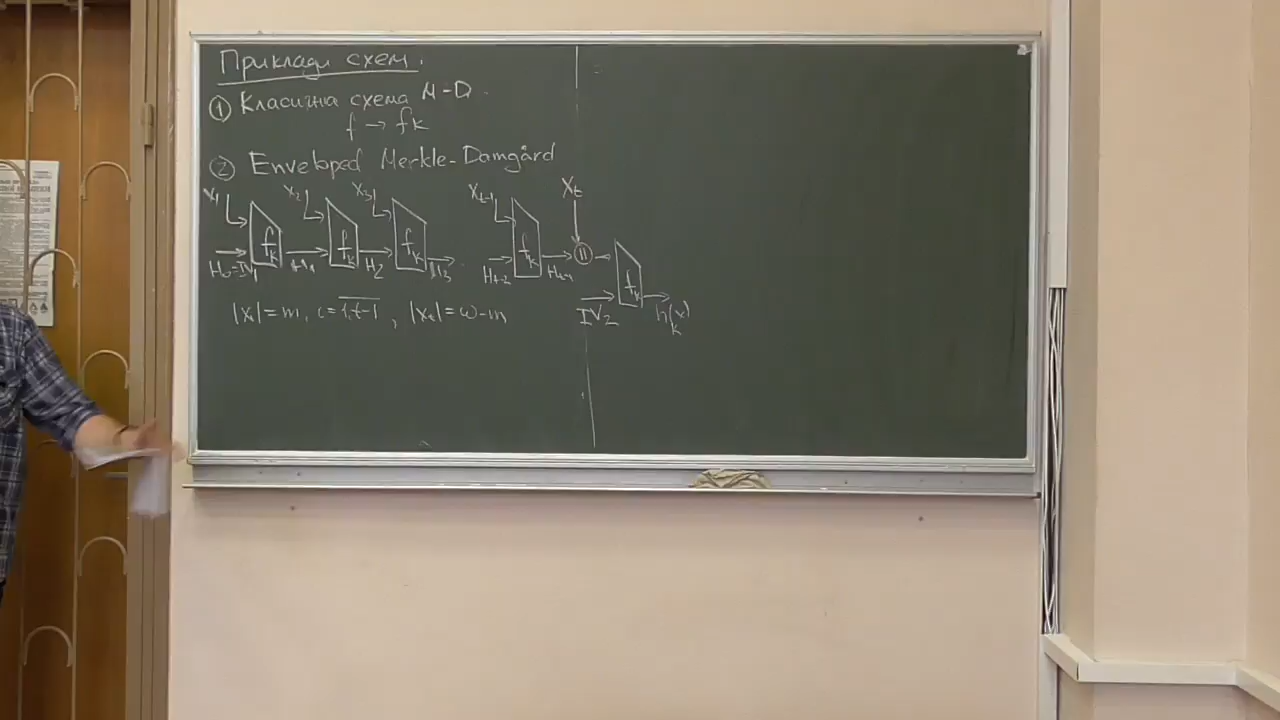 Приклади схем.
① Класична схема M-D.
f → fk
② Enveloped Merkle-Damgård
X₁ X₂ X₃ Xₜ₋₁ Xₜ
fk fk fk fk || fk
H₀=IV₁ H₁ H₂ H₃ Hₜ₋₂ Hₜ₋₁ IV₂ hₖ(x)
|xᵢ|=m, i=1,t-1, |xₜ|=ω-m